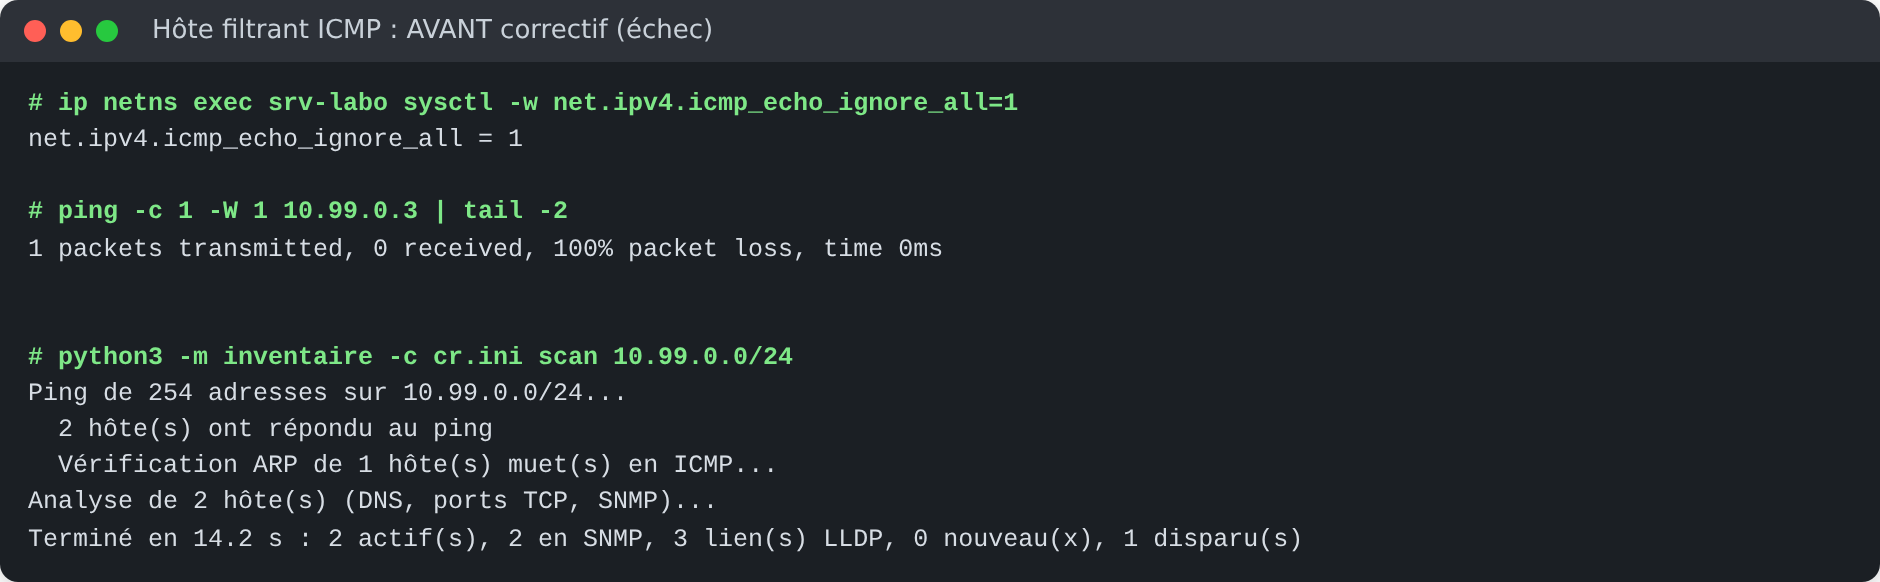 Hôte filtrant ICMP : AVANT correctif (échec)
# ip netns exec srv-labo sysctl -w net.ipv4.icmp_echo_ignore_all=1
net.ipv4.icmp_echo_ignore_all = 1
# ping -c 1 -W 1 10.99.0.3 | tail -2
1 packets transmitted, 0 received, 100% packet loss, time 0ms
# python3 -m inventaire -c cr.ini scan 10.99.0.0/24
Ping de 254 adresses sur 10.99.0.0/24...
  2 hôte(s) ont répondu au ping
  Vérification ARP de 1 hôte(s) muet(s) en ICMP...
Analyse de 2 hôte(s) (DNS, ports TCP, SNMP)...
Terminé en 14.2 s : 2 actif(s), 2 en SNMP, 3 lien(s) LLDP, 0 nouveau(x), 1 disparu(s)